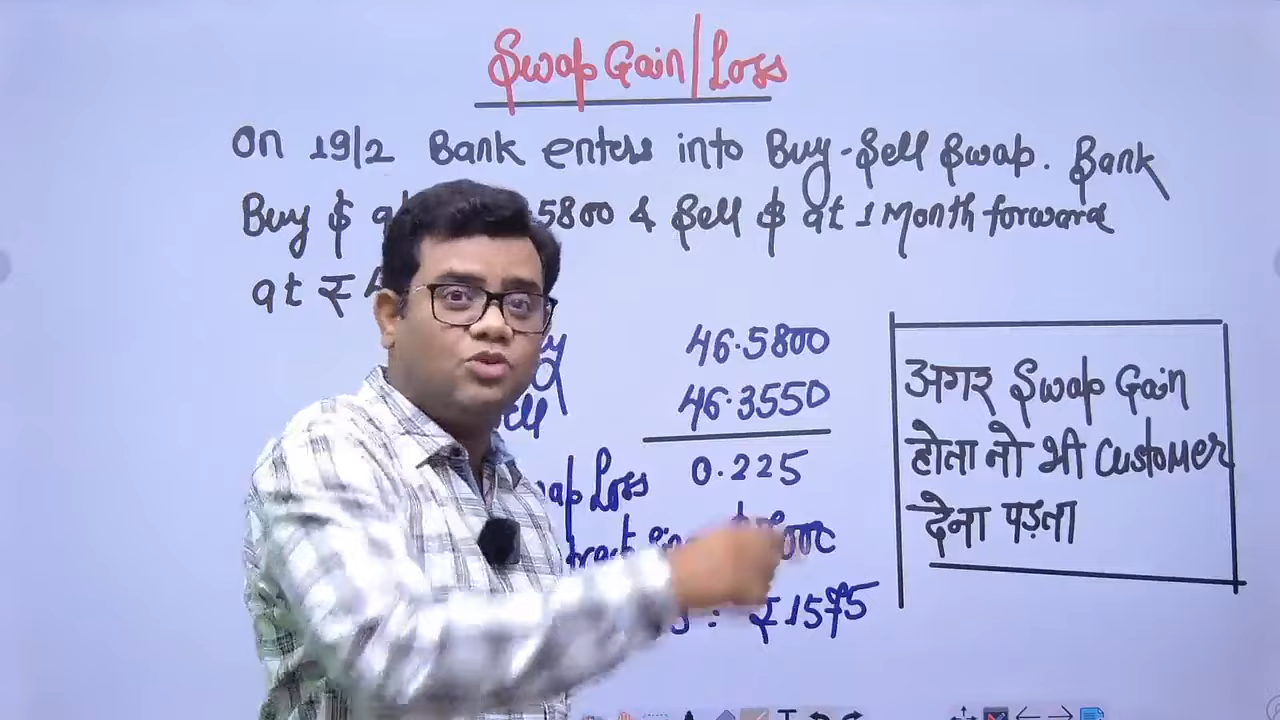 Swap Gain/Loss
On 19/2 Bank enters into Buy-Sell Swap. Bank
Buy $ 5800 & Sell $ at 1 Month forward
at ₹
46.5800
46.3550
Loss 0.225
₹1575
अगर Swap Gain
होता तो भी Customer
देना पड़ता